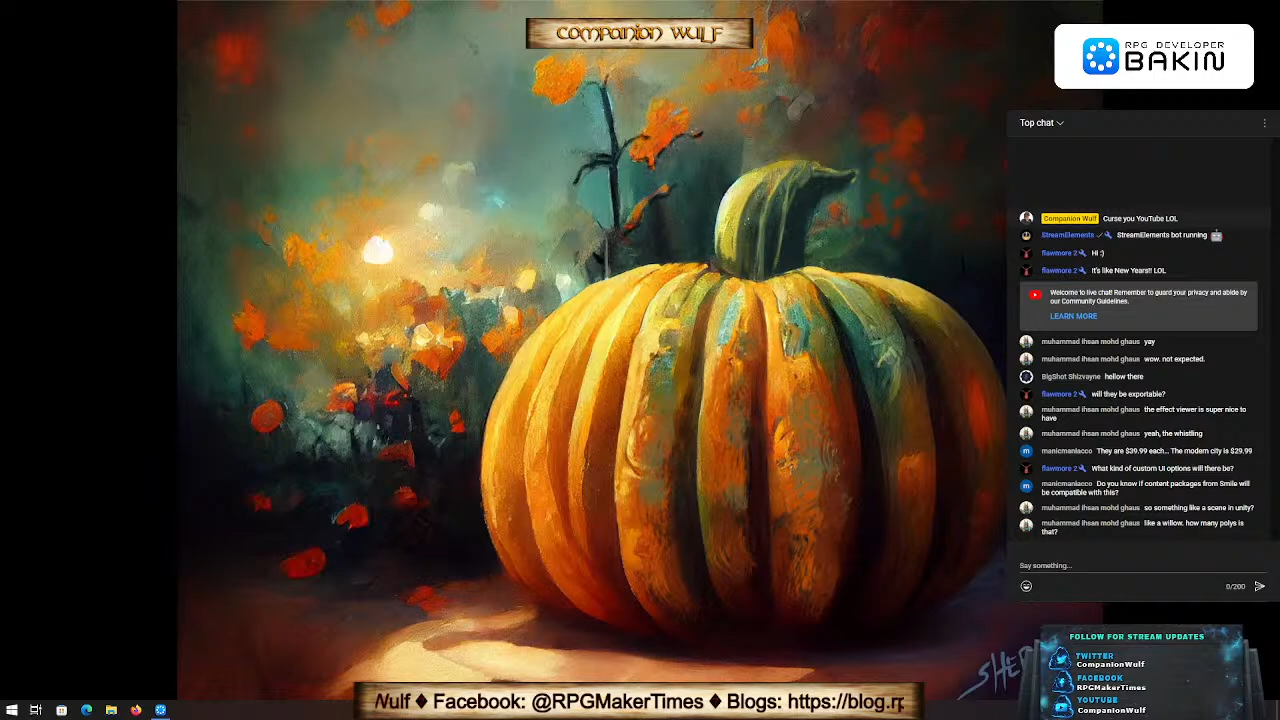 COMPANION WULF
RPG DEVELOPER
BAKIN
Top chat
Companion Wulf Curse you YouTube LOL
StreamElements StreamElements bot running
flawmore 2 Hi :)
flawmore 2 It's like New Years!! LOL
Welcome to live chat! Remember to guard your privacy and abide by
our Community Guidelines.
LEARN MORE
muhammad ihsan mohd ghaus yay
muhammad ihsan mohd ghaus wow. not expected.
BigShot Shizvayne hellow there
flawmore 2 will they be exportable?
muhammad ihsan mohd ghaus the effect viewer is super nice to
have
muhammad ihsan mohd ghaus yeah, the whistling
manicmaniacco They are $39.99 each... The modern city is $29.99
flawmore 2 What kind of custom UI options will there be?
manicmaniacco Do you know if content packages from Smile will
be compatible with this?
muhammad ihsan mohd ghaus so something like a scene in unity?
muhammad ihsan mohd ghaus like a willow. how many polys is
that?
Say something...
0/200
FOLLOW FOR STREAM UPDATES
TWITTER
CompanionWulf
FACEBOOK
RPGMakerTimes
YOUTUBE
CompanionWulf
Wulf ♦ Facebook: @RPGMakerTimes ♦ Blogs: https://blog.rp